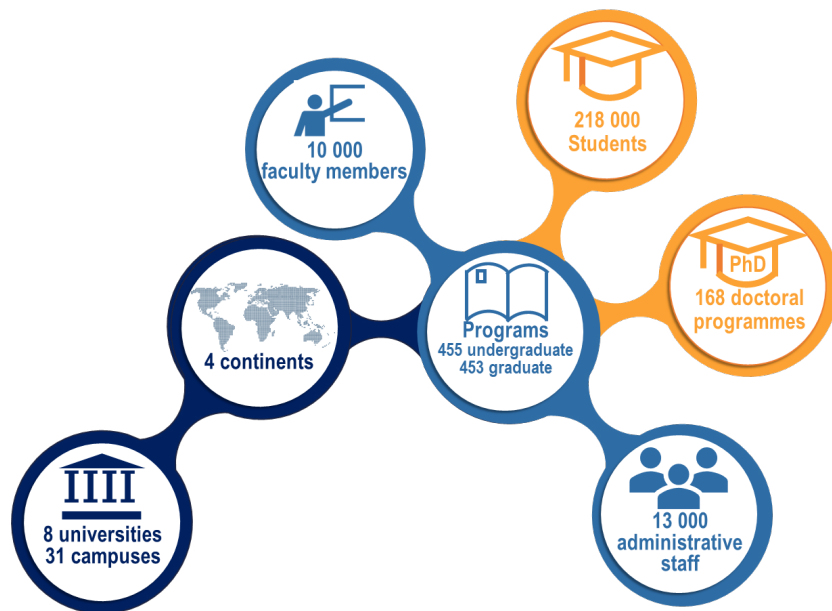 218 000
Students
10 000
faculty members
PhD
168 doctoral
programmes
Programs
455 undergraduate
453 graduate
4 continents
8 universities
31 campuses
13 000
administrative
staff